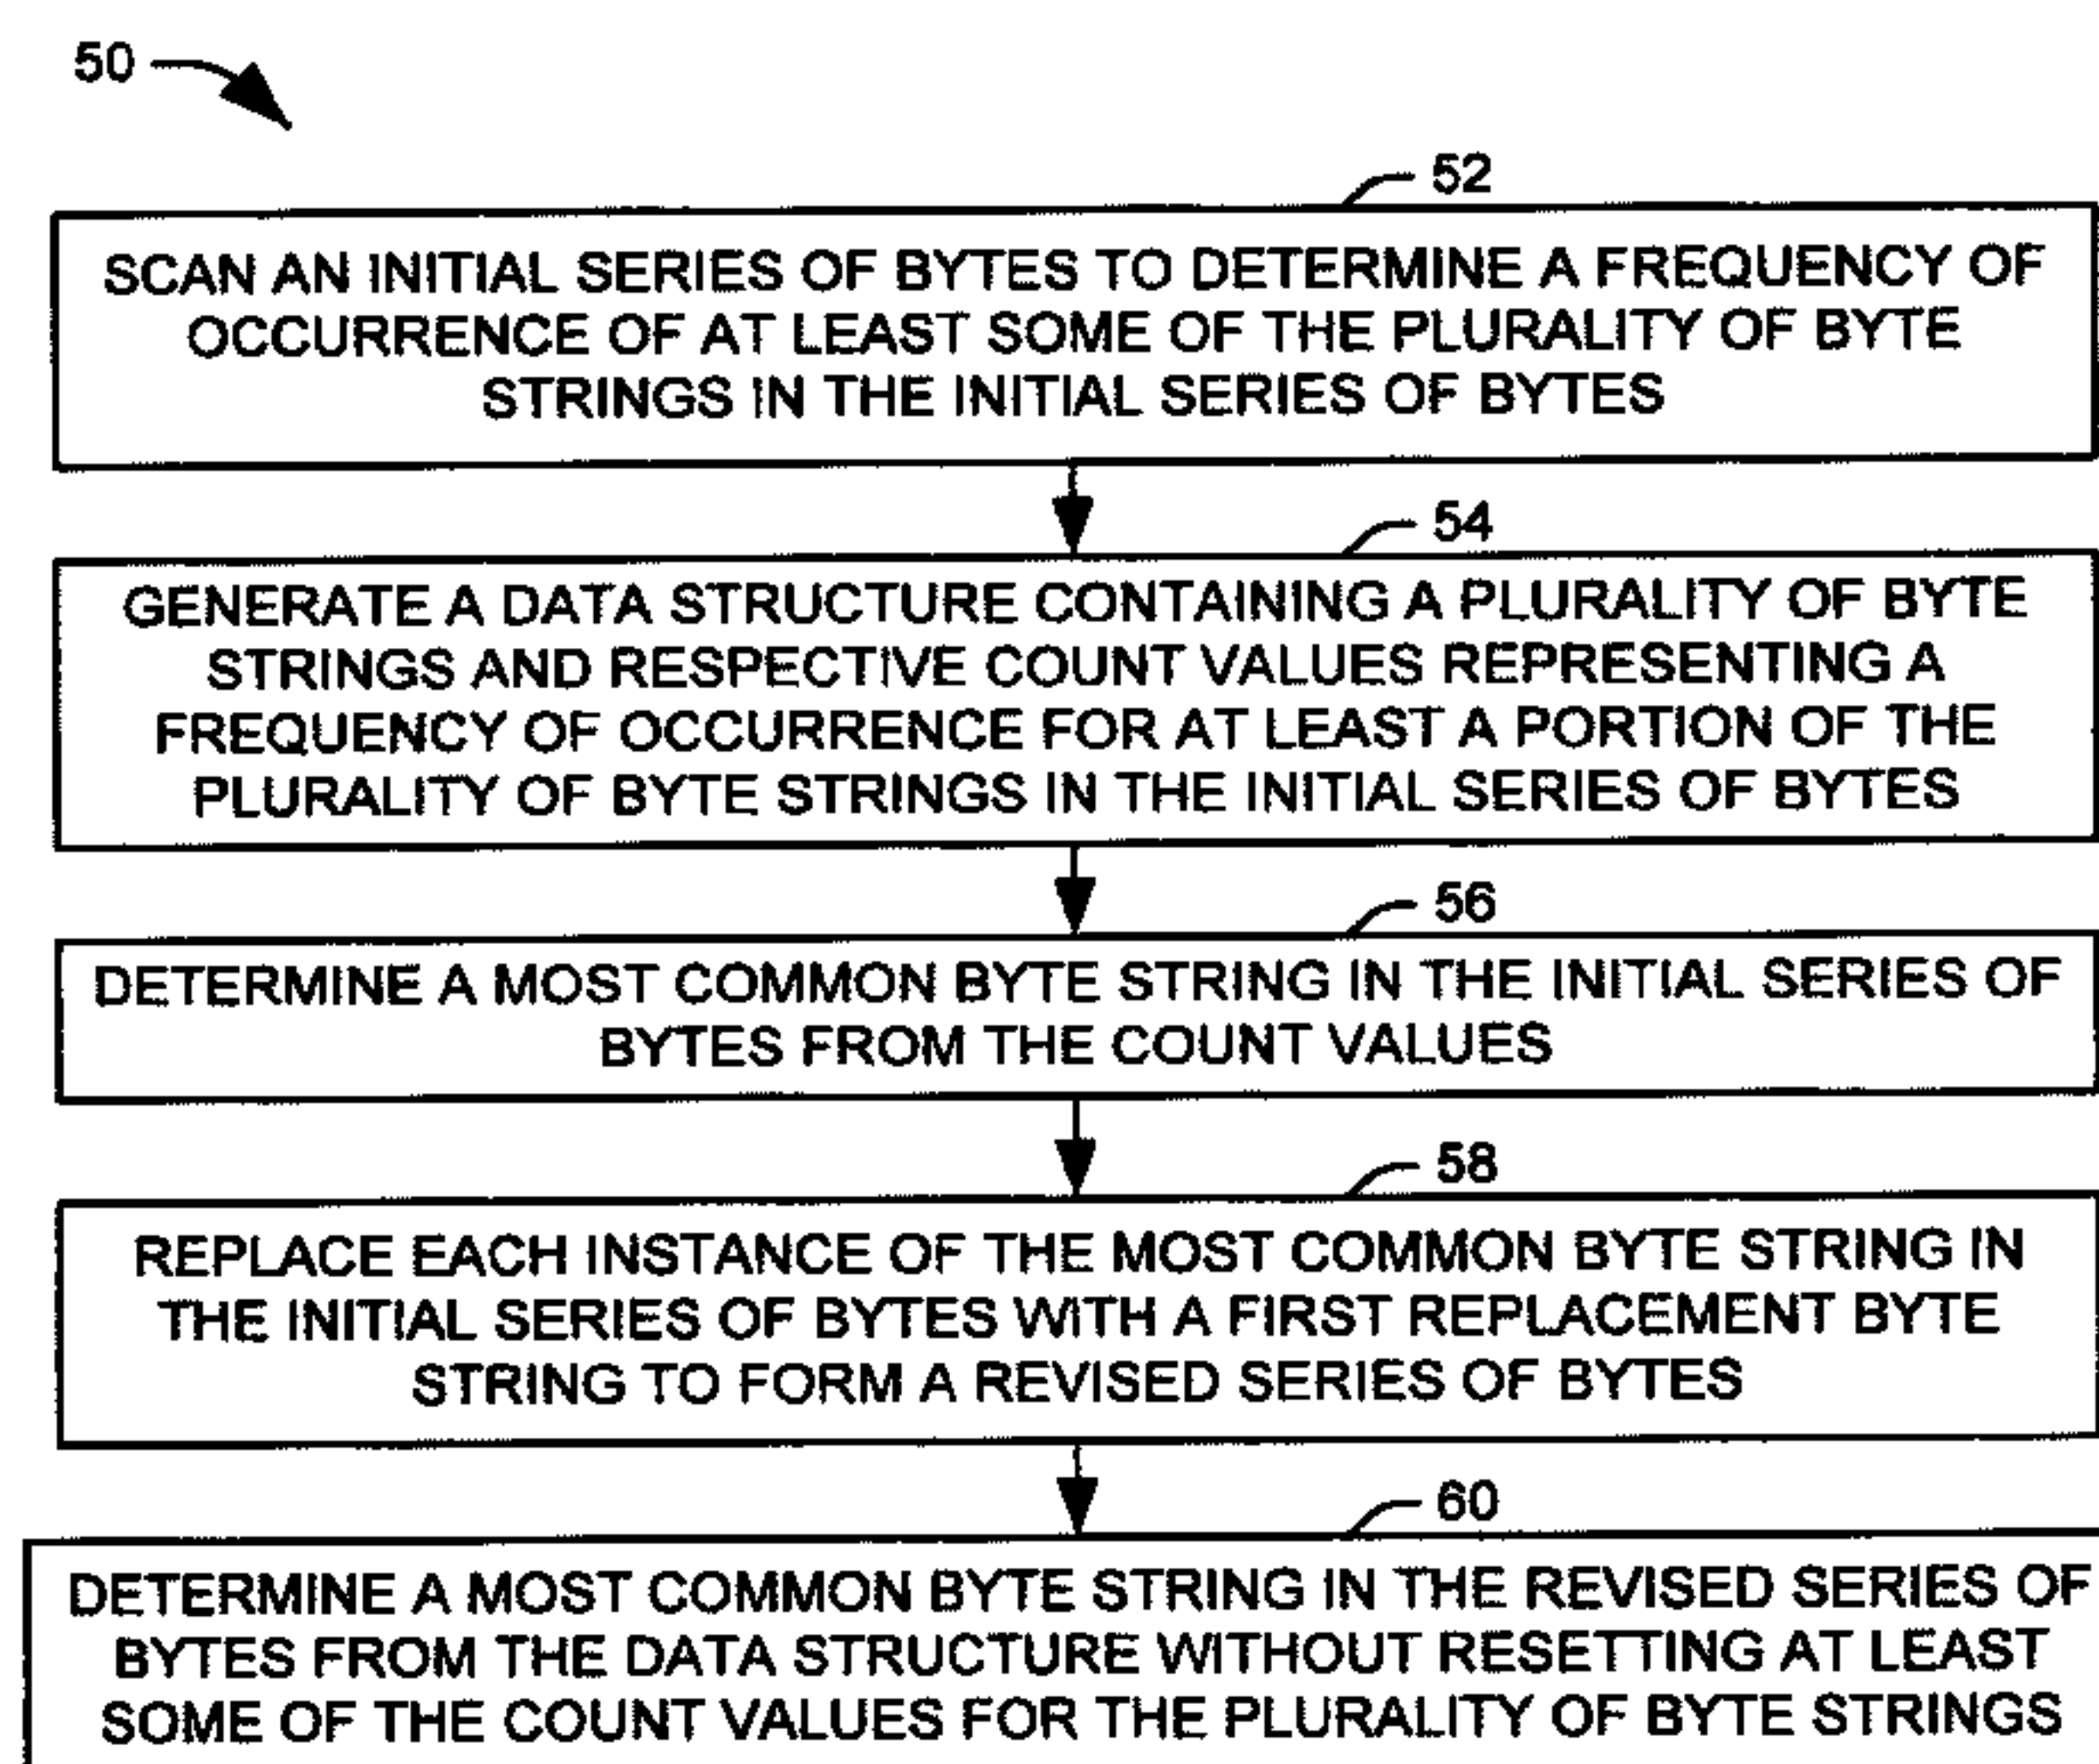 50
52
SCAN AN INITIAL SERIES OF BYTES TO DETERMINE A FREQUENCY OF
OCCURRENCE OF AT LEAST SOME OF THE PLURALITY OF BYTE
STRINGS IN THE INITIAL SERIES OF BYTES
54
GENERATE A DATA STRUCTURE CONTAINING A PLURALITY OF BYTE
STRINGS AND RESPECTIVE COUNT VALUES REPRESENTING A
FREQUENCY OF OCCURRENCE FOR AT LEAST A PORTION OF THE
PLURALITY OF BYTE STRINGS IN THE INITIAL SERIES OF BYTES
56
DETERMINE A MOST COMMON BYTE STRING IN THE INITIAL SERIES OF
BYTES FROM THE COUNT VALUES
58
REPLACE EACH INSTANCE OF THE MOST COMMON BYTE STRING IN
THE INITIAL SERIES OF BYTES WITH A FIRST REPLACEMENT BYTE
STRING TO FORM A REVISED SERIES OF BYTES
60
DETERMINE A MOST COMMON BYTE STRING IN THE REVISED SERIES OF
BYTES FROM THE DATA STRUCTURE WITHOUT RESETTING AT LEAST
SOME OF THE COUNT VALUES FOR THE PLURALITY OF BYTE STRINGS